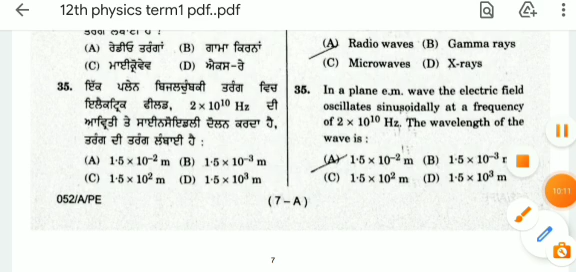 12th physics term1 pdf..pdf
(A) ਰੇਡੀਓ ਤਰੰਗਾਂ (B) ਗਾਮਾ ਕਿਰਨਾਂ
(C) ਮਾਈਕ੍ਰੋਵੇਵ (D) ਐਕਸ-ਰੇ
35. ਇੱਕ ਪਲੇਨ ਬਿਜਲਚੁੰਬਕੀ ਤਰੰਗ ਵਿਚ
ਇਲੈਕਟ੍ਰਿਕ ਫੀਲਡ, 2 × 10¹⁰ Hz ਦੀ
ਆਵ੍ਰਿਤੀ ਤੇ ਸਾਈਨਸੋਇਡਲੀ ਦੋਲਨ ਕਰਦਾ ਹੈ,
ਤਰੰਗ ਦੀ ਤਰੰਗ ਲੰਬਾਈ ਹੈ :
(A) 1·5 × 10⁻² m (B) 1·5 × 10⁻³ m
(C) 1·5 × 10² m (D) 1·5 × 10³ m
052/A/PE
(A) Radio waves (B) Gamma rays
(C) Microwaves (D) X-rays
35. In a plane e.m. wave the electric field
oscillates sinusoidally at a frequency
of 2 × 10¹⁰ Hz. The wavelength of the
wave is :
(A) 1·5 × 10⁻² m (B) 1·5 × 10⁻³
(C) 1·5 × 10² m (D) 1·5 × 10³ m
(7-A)
7
10:11